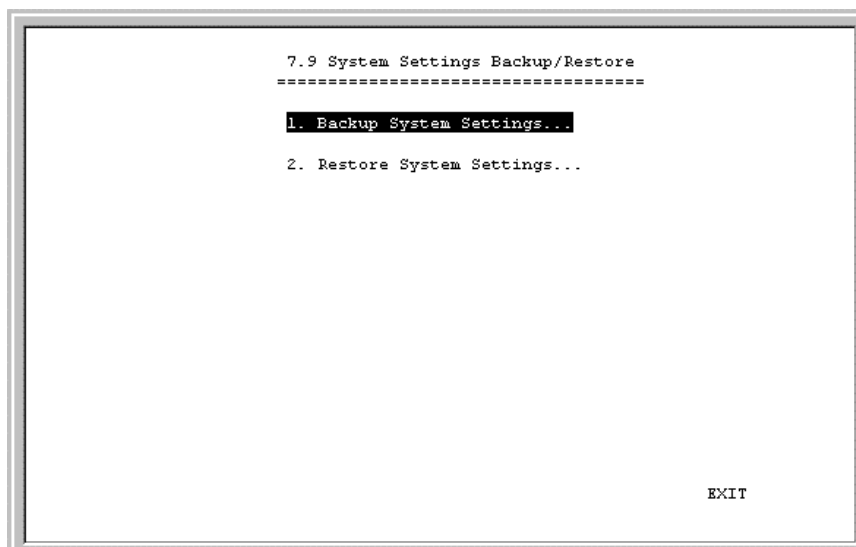 7.9 System Settings Backup/Restore
====================================
1. Backup System Settings...
2. Restore System Settings...
EXIT